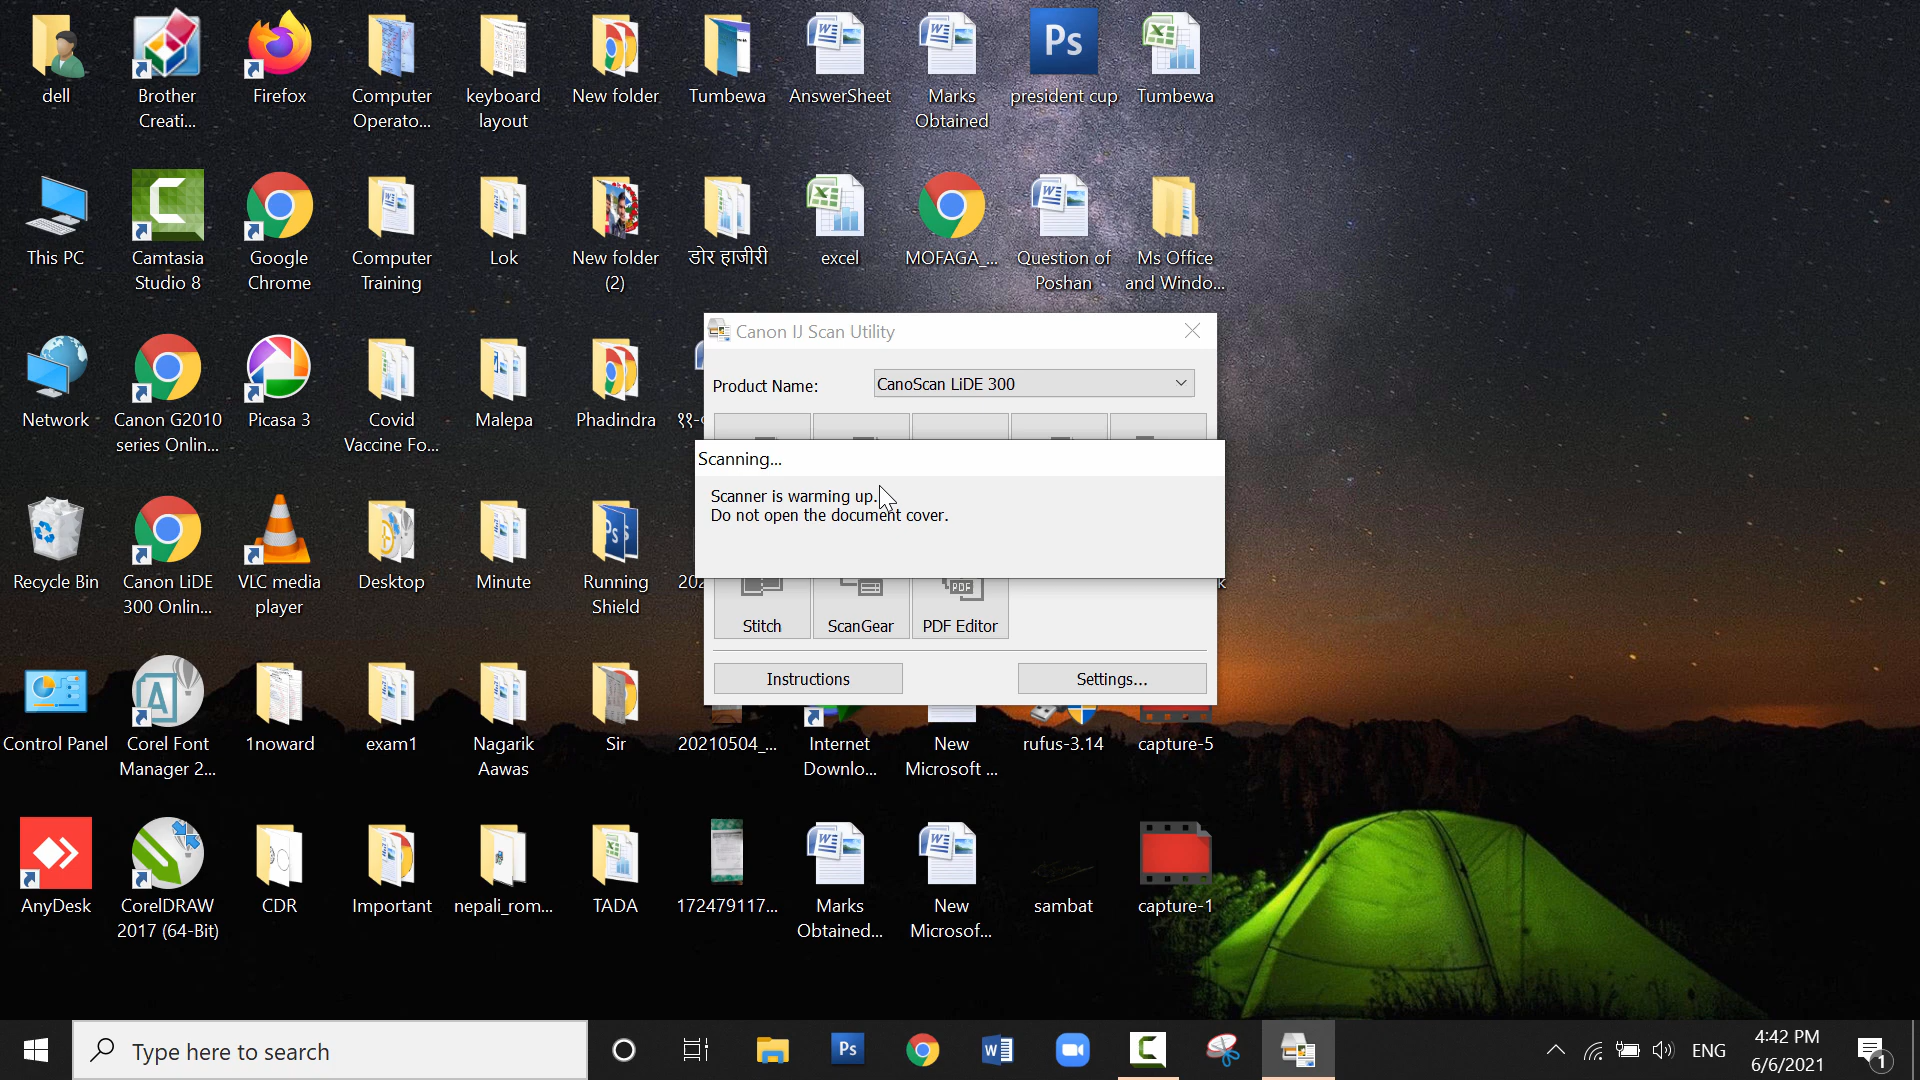 dell
Brother
Creati...
Firefox
Computer
Operato...
keyboard
layout
New folder
Tumbewa
AnswerSheet
Marks
Obtained
Ps
president cup
Tumbewa
This PC
Camtasia
Studio 8
Google
Chrome
Computer
Training
Lok
New folder
(2)
डोर हाजीरी
excel
MOFAGA_...
Question of
Poshan
Ms Office
and Windo...
Network
Canon G2010
series Onlin...
Picasa 3
Covid
Vaccine Fo...
Malepa
Phadindra
Canon IJ Scan Utility
Product Name:
CanoScan LiDE 300
Scanning...
Scanner is warming up.
Do not open the document cover.
Stitch
ScanGear
PDF
PDF Editor
Instructions
Settings...
Recycle Bin
Canon LiDE
300 Onlin...
VLC media
player
Desktop
Minute
Running
Shield
Control Panel
Corel Font
Manager 2...
1noward
exam1
Nagarik
Aawas
Sir
20210504_...
Internet
Downlo...
New
Microsoft ...
rufus-3.14
capture-5
AnyDesk
CorelDRAW
2017 (64-Bit)
CDR
Important
nepali_rom...
TADA
172479117...
Marks
Obtained...
New
Microsof...
sambat
capture-1
Type here to search
Ps
ENG
4:42 PM
6/6/2021
1